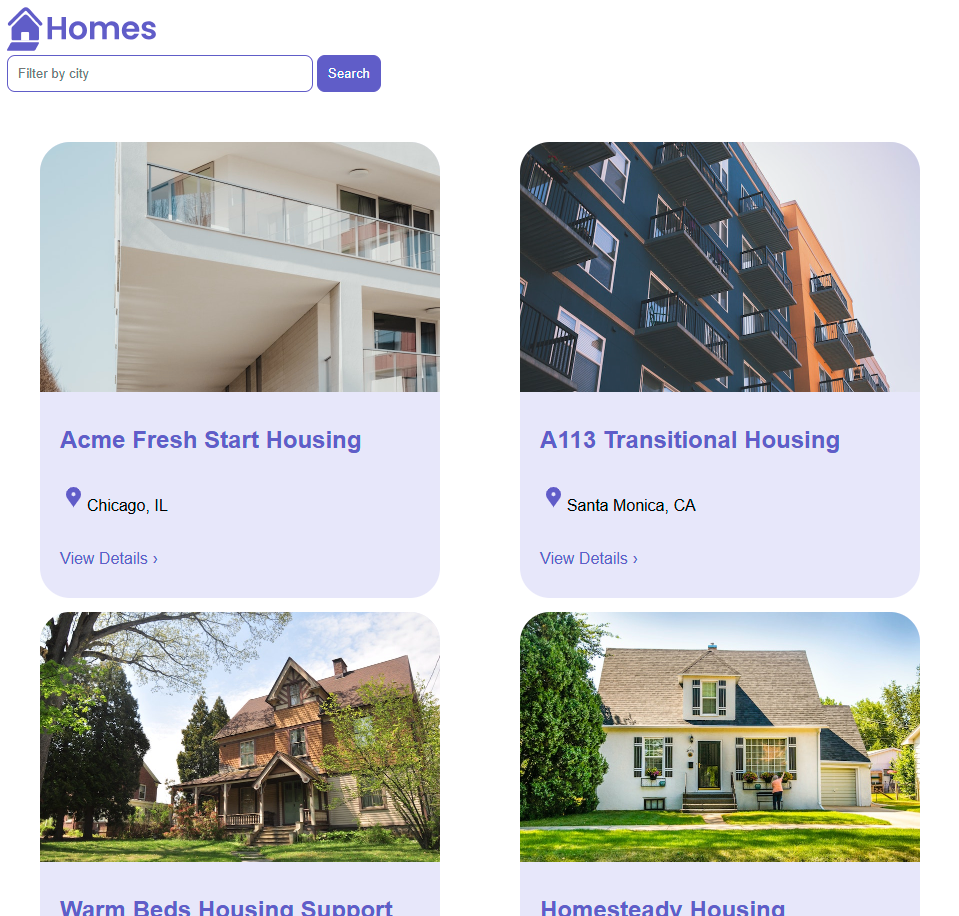 Homes
Filter by city
Search
Acme Fresh Start Housing
Chicago, IL
View Details ›
A113 Transitional Housing
Santa Monica, CA
View Details ›
Warm Beds Housing Support
Homesteady Housing